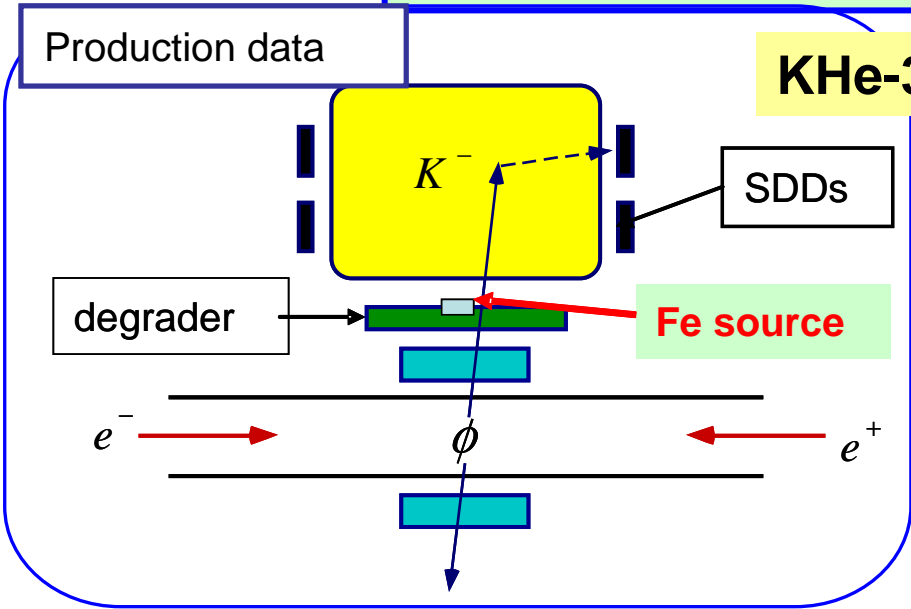 Production data
KHe-3
K⁻
SDDs
degrader
Fe source
e⁻
ϕ
e⁺